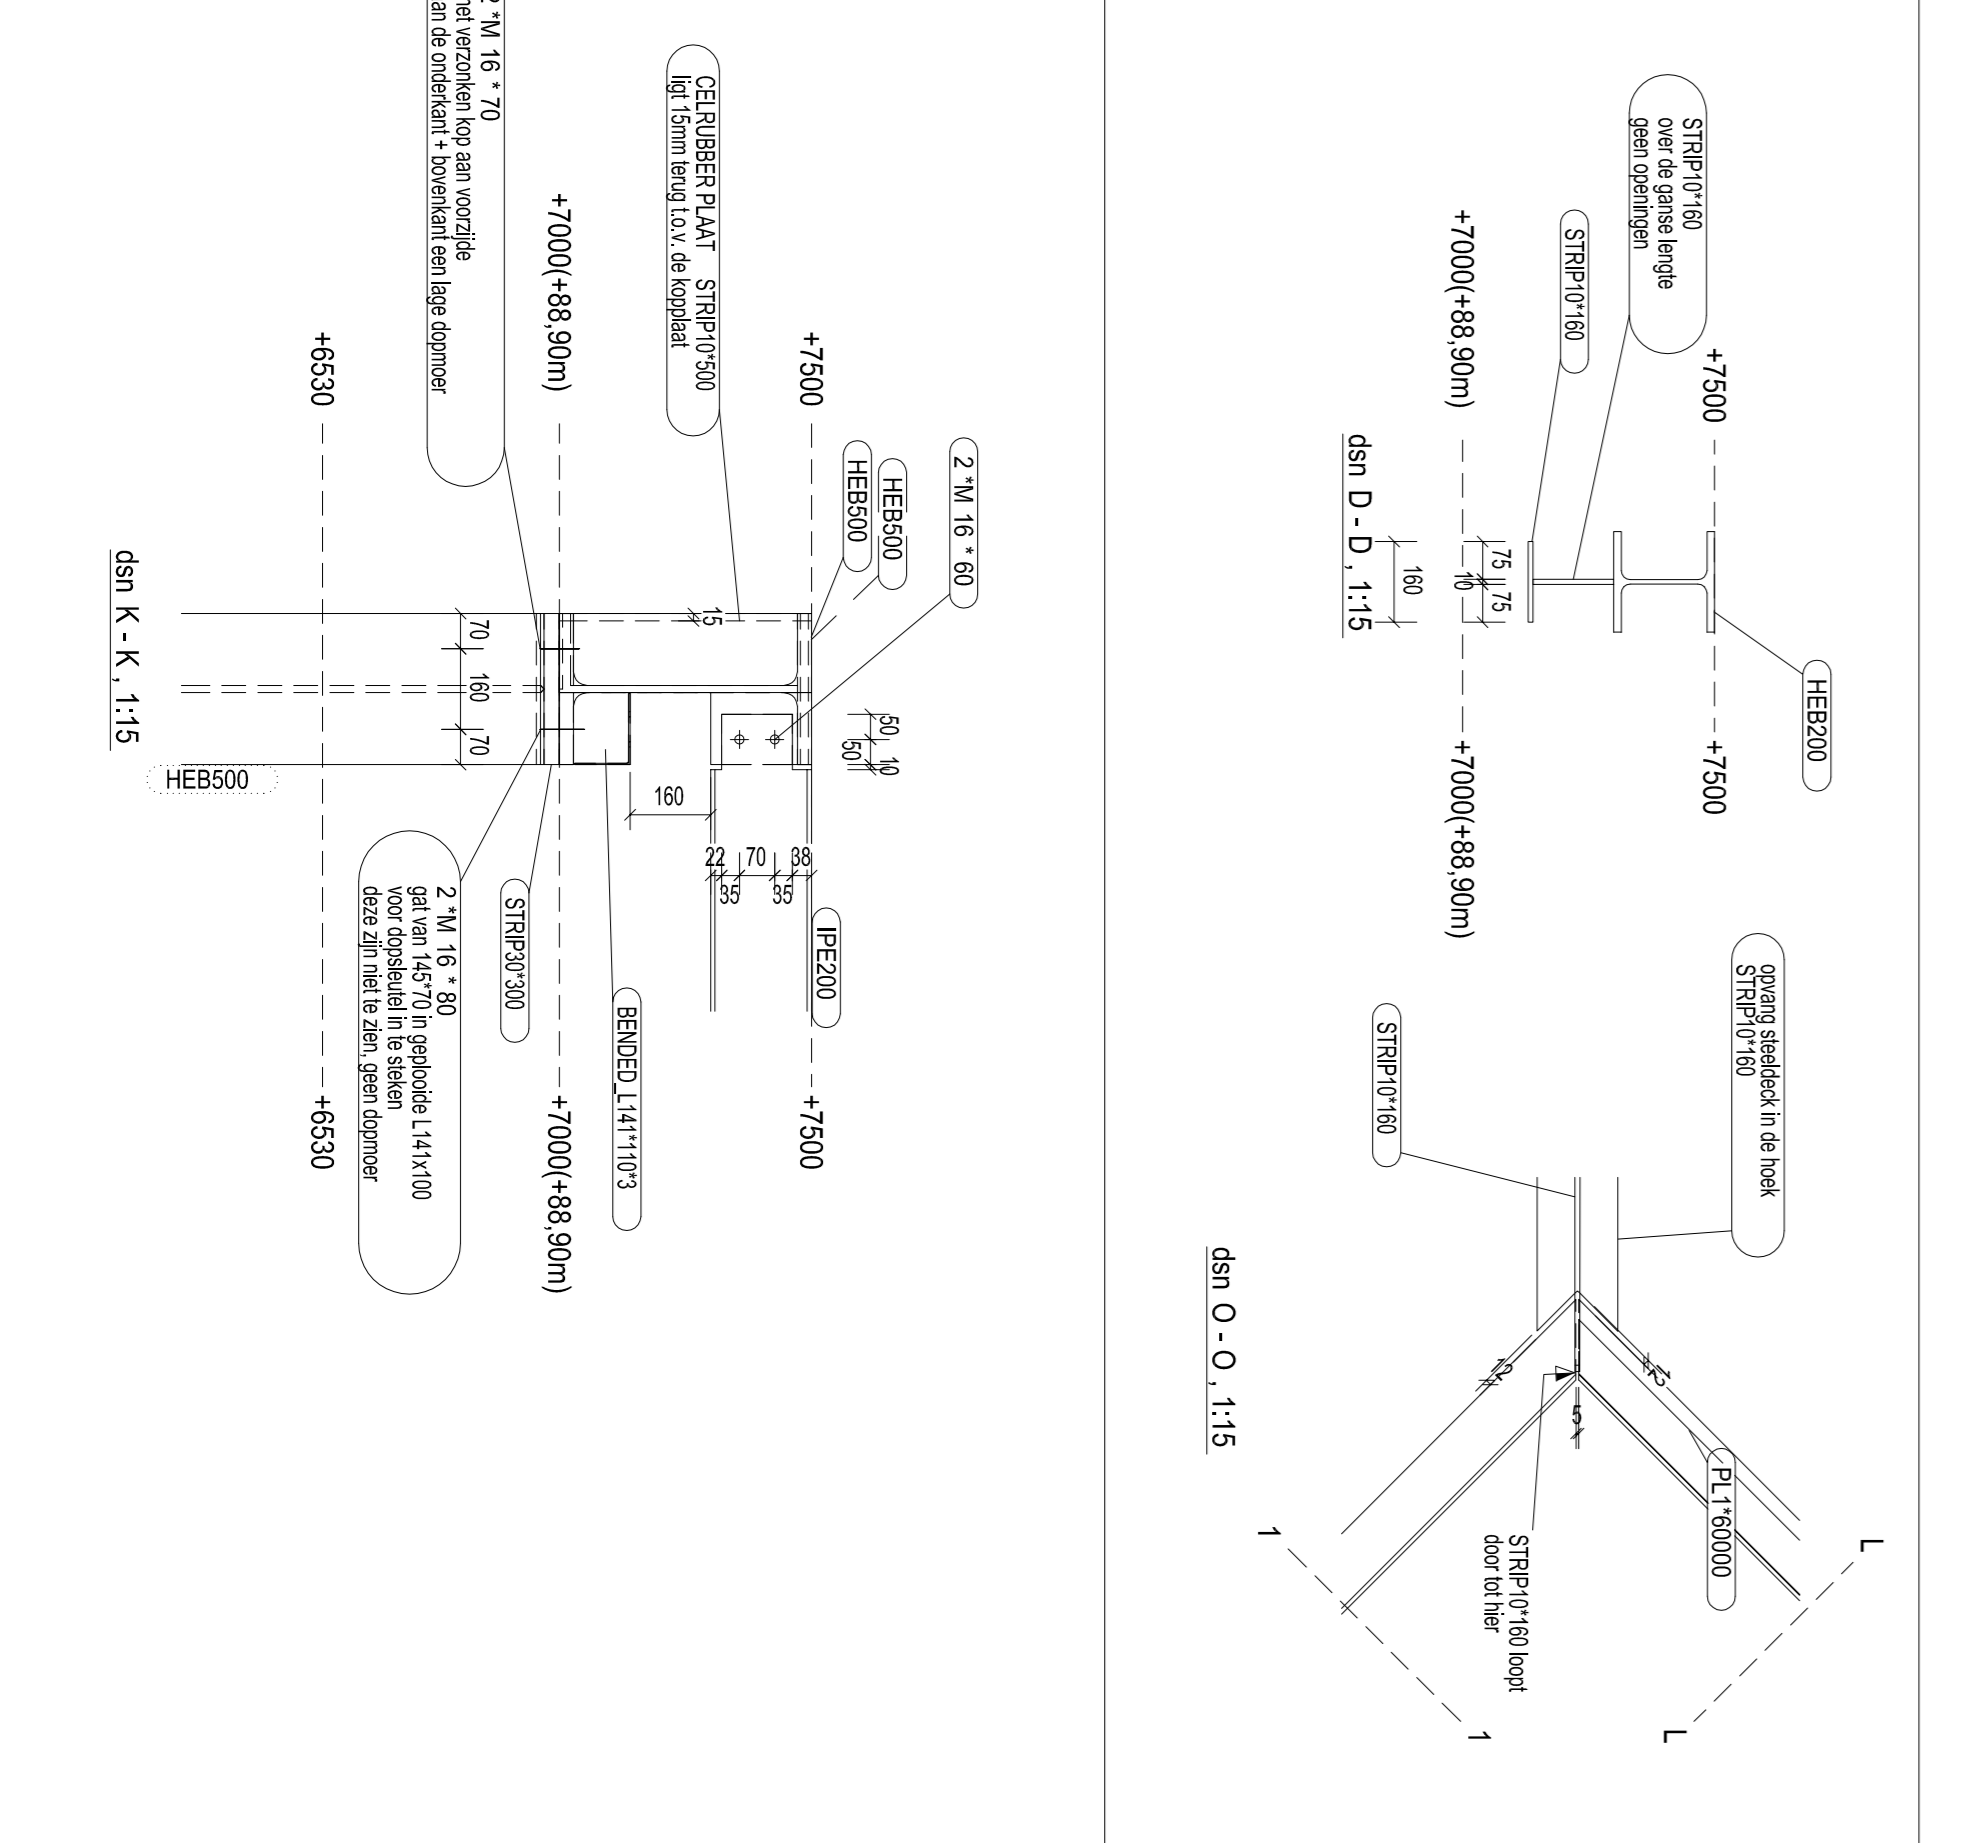 STRIP10*160
over de ganse lengte
geen openingen
STRIP10*160
+7500
+7500
+7000(+88,90m)
+7000(+88,90m)
HEB200
75
10
75
160
dsn D - D , 1:15
opvang steeldeck in de hoek
STRIP10*160
STRIP10*160
12
5
PL1*60000
STRIP10*160 loopt
door tot hier
L
L
1
1
dsn O - O , 1:15
2 *M 16 * 60
HEB500
HEB500
CELRUBBER PLAAT STRIP10*500
ligt 15mm terug t.o.v. de kopplaat
*M 16 * 70
verzonken kop aan voorzijde
de onderkant + bovenkant een lage dopmoer
+7500
+7500
+7000(+88,90m)
+7000(+88,90m)
+6530
+6530
15
50
10
50
160
22
70
38
35
35
70
160
70
IPE200
BENDED_L141*110*3
STRIP30*300
2 *M 16 * 80
gat van 145*70 in geplooide L141x100
voor dopsleutel in te steken
deze zijn niet te zien, geen dopmoer
HEB500
dsn K - K , 1:15